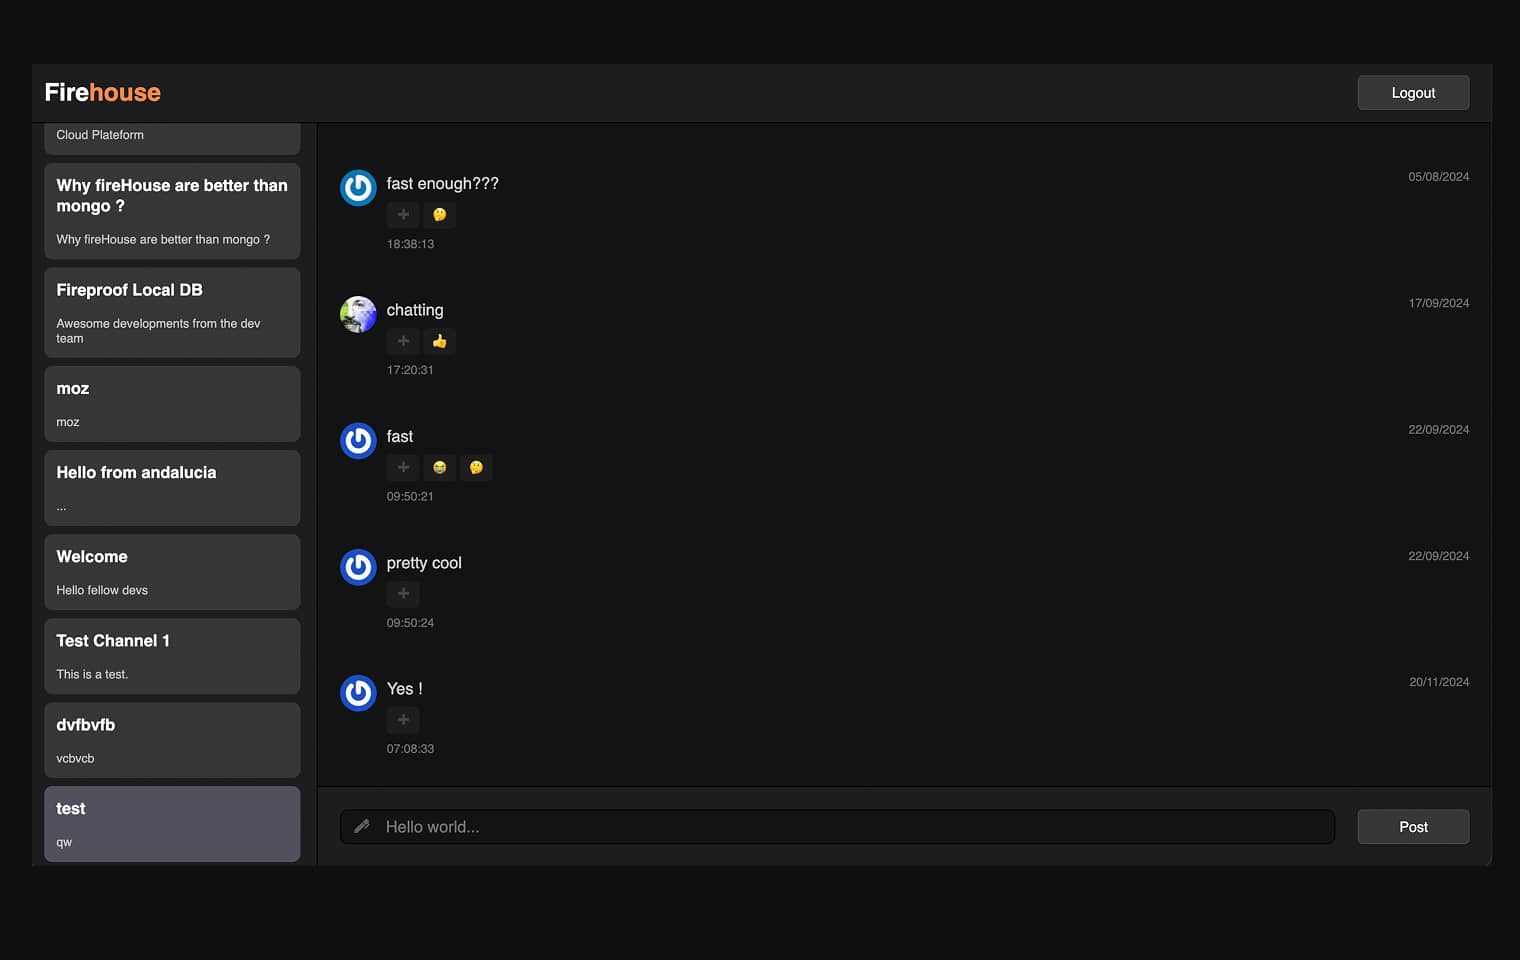 Firehouse
Logout
Cloud Plateform
Why fireHouse are better than
mongo ?
Why fireHouse are better than mongo ?
Fireproof Local DB
Awesome developments from the dev
team
moz
moz
Hello from andalucia
...
Welcome
Hello fellow devs
Test Channel 1
This is a test.
dvfbvfb
vcbvcb
test
qw
fast enough???
05/08/2024
+ 🤔
18:38:13
chatting
17/09/2024
+ 👍
17:20:31
fast
22/09/2024
+ 😭 🤔
09:50:21
pretty cool
22/09/2024
+
09:50:24
Yes !
20/11/2024
+
07:08:33
Hello world...
Post